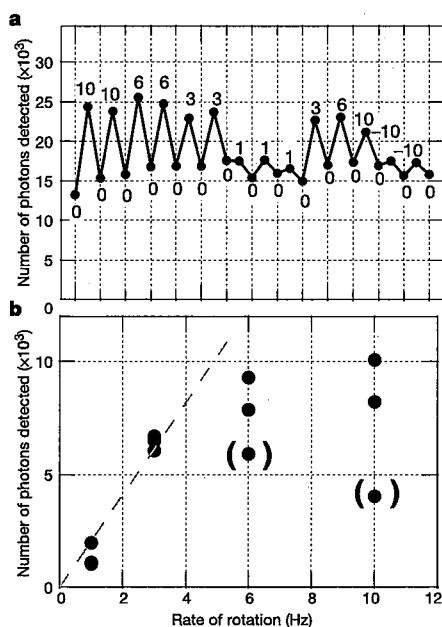 a
Number of photons detected (×10³)
30
25
20
15
10
5
0
10 10 6 6 3 3 1 1 1 3 6 10 –10 –10
0 0 0 0 0 0 0 0 0 0 0 0 0 0 0
b
Number of photons detected (×10³)
10
5
0
( )
( )
0 2 4 6 8 10 12
Rate of rotation (Hz)